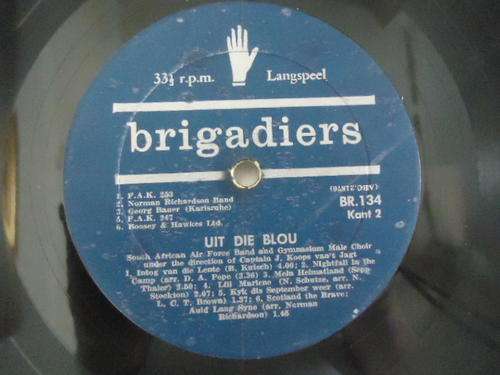 33⅓ r.p.m. Langspeel
brigadiers
1. F.A.K. 253
2. Norman Richardson Band
3. Georg Bauer (Karlsruhe)
5. F.A.K. 247
6. Boosey & Hawkes Ltd.
BR.134
Kant 2
UIT DIE BLOU
South African Air Force Band and Gymnasium Male Choir
under the direction of Captain J. Koops van't Jagt
1. Intog van die Lente (B. Kutsch) 4.00; 2. Nightfall in the
Camp (arr. D. A. Pope (3.36) 3. Mein Heimatland (Sepp
Thaler) 3.50; 4. Lili Marlene (N. Schulze, arr. N.
Stockton) 2.07; 5. Kyk dis September weer (arr.
L. C. T. Brown) 1.37; 6. Scotland the Brave:
Auld Lang Syne (arr. Norman
Richardson) 1.46